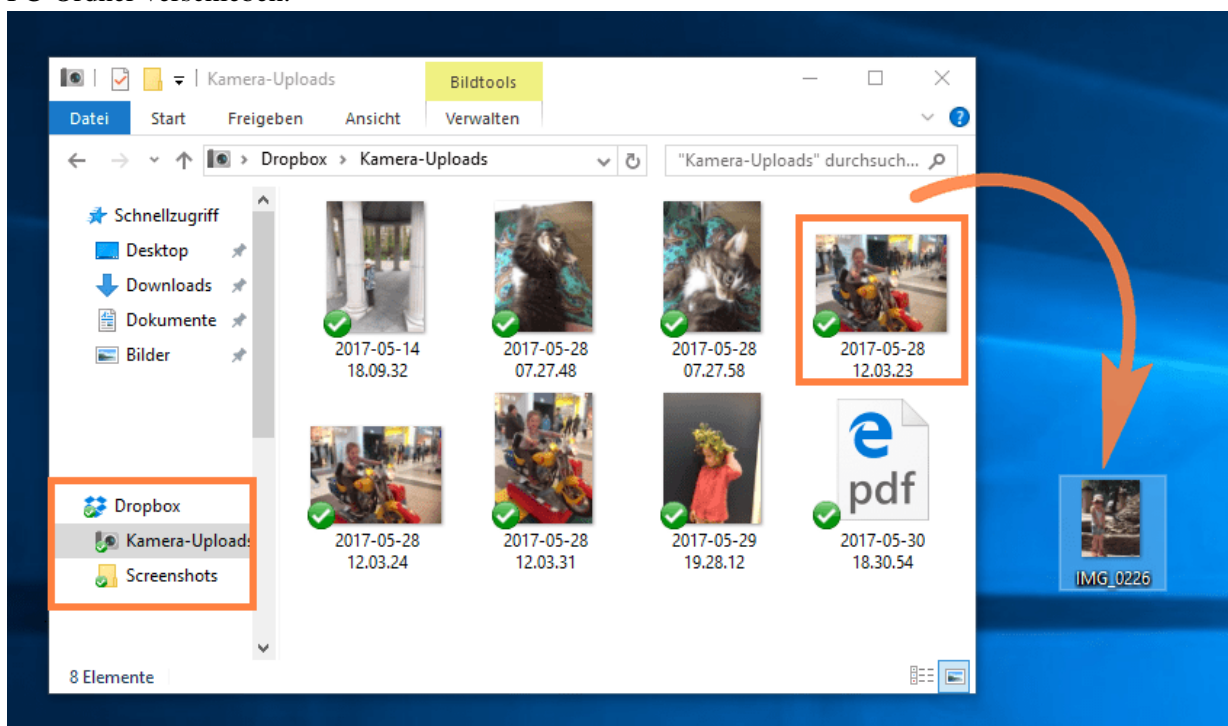 Kamera-Uploads
Bildtools
Datei Start Freigeben Ansicht Verwalten
Dropbox > Kamera-Uploads
"Kamera-Uploads" durchsuch...
Schnellzugriff
Desktop
Downloads
Dokumente
Bilder
Dropbox
Kamera-Uploads
Screenshots
2017-05-14
18.09.32
2017-05-28
07.27.48
2017-05-28
07.27.58
2017-05-28
12.03.23
2017-05-28
12.03.24
2017-05-28
12.03.31
2017-05-29
19.28.12
pdf
2017-05-30
18.30.54
IMG_0226
8 Elemente